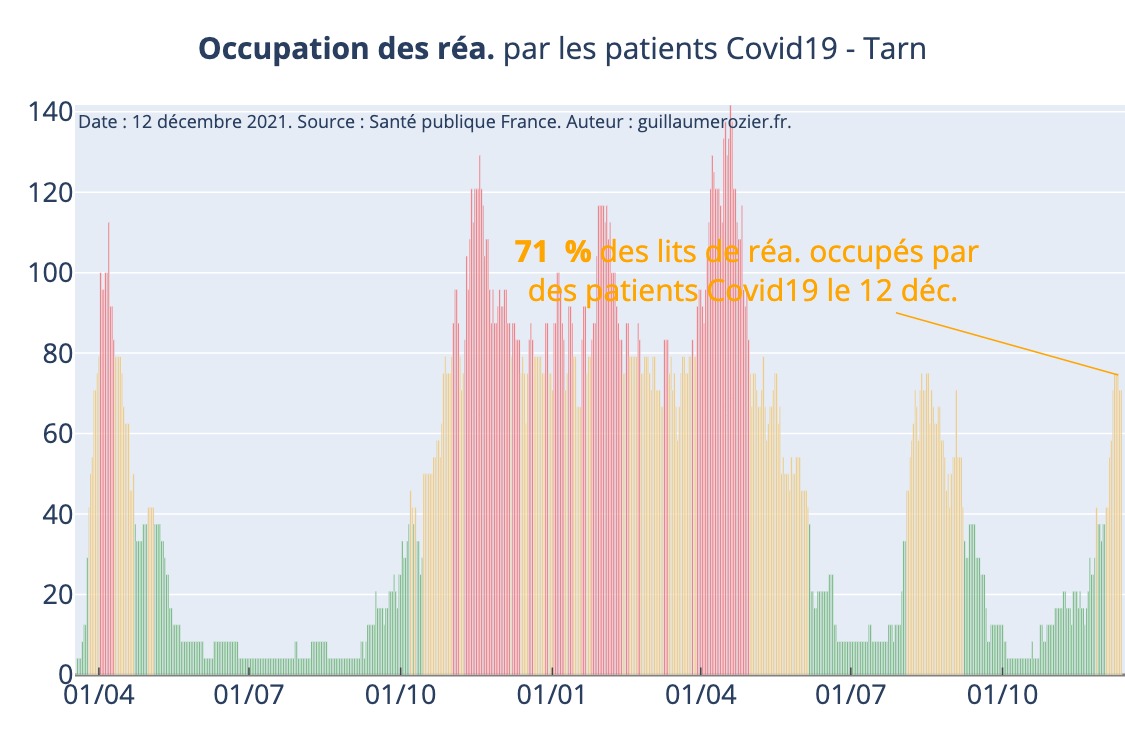 Occupation des réa. par les patients Covid19 - Tarn
140
Date : 12 décembre 2021. Source : Santé publique France. Auteur : guillaumerozier.fr.
120
71  % des lits de réa. occupés par
des patients Covid19 le 12 déc.
100
80
60
40
20
0
01/04 01/07 01/10 01/01 01/04 01/07 01/10